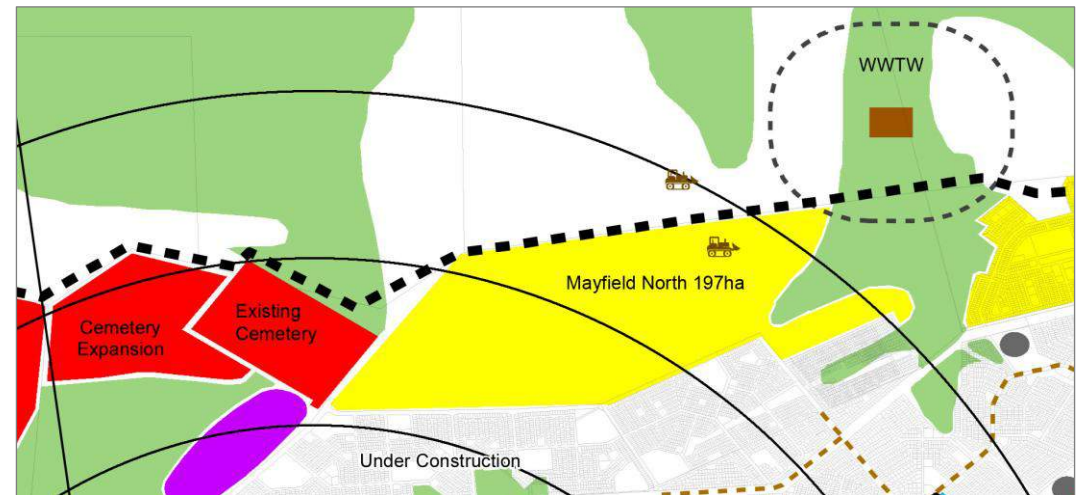 WWTW
Mayfield North 197ha
Existing
Cemetery
Cemetery
Expansion
Under Construction